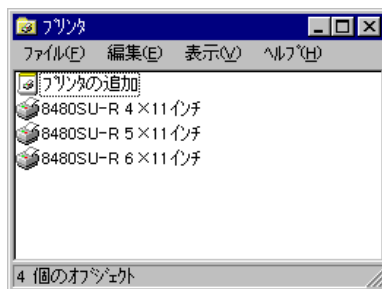 ﾌﾟﾘﾝﾀ
ﾌｧｲﾙ(F) 編集(E) 表示(V) ﾍﾙﾌﾟ(H)
ﾌﾟﾘﾝﾀの追加
8480SU-R 4×11ｲﾝﾁ
8480SU-R 5×11ｲﾝﾁ
8480SU-R 6×11ｲﾝﾁ
4 個のｵﾌﾞｼﾞｪｸﾄ